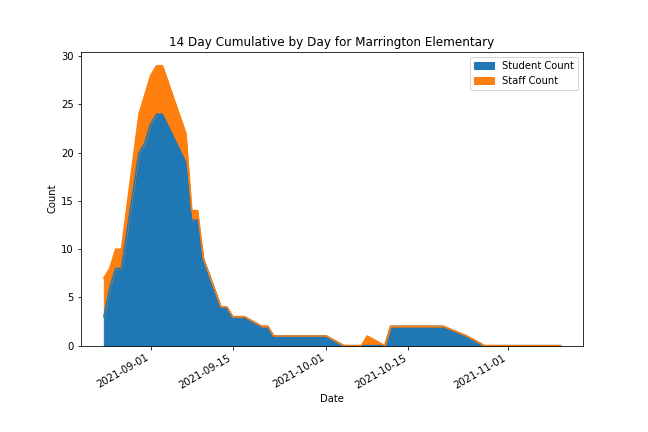 14 Day Cumulative by Day for Marrington Elementary
Student Count
Staff Count
Count
30
25
20
15
10
5
0
2021-09-01
2021-09-15
2021-10-01
2021-10-15
2021-11-01
Date